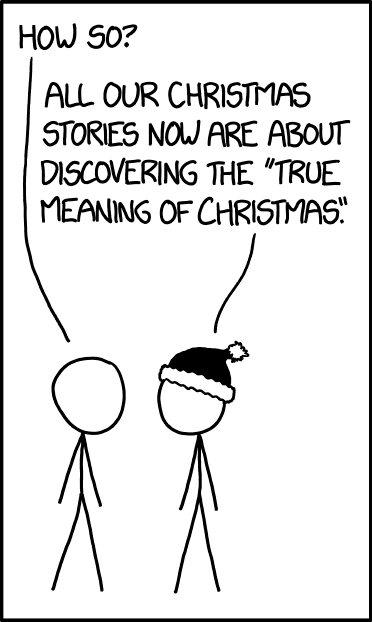 HOW SO?
ALL OUR CHRISTMAS
STORIES NOW ARE ABOUT
DISCOVERING THE "TRUE
MEANING OF CHRISTMAS."